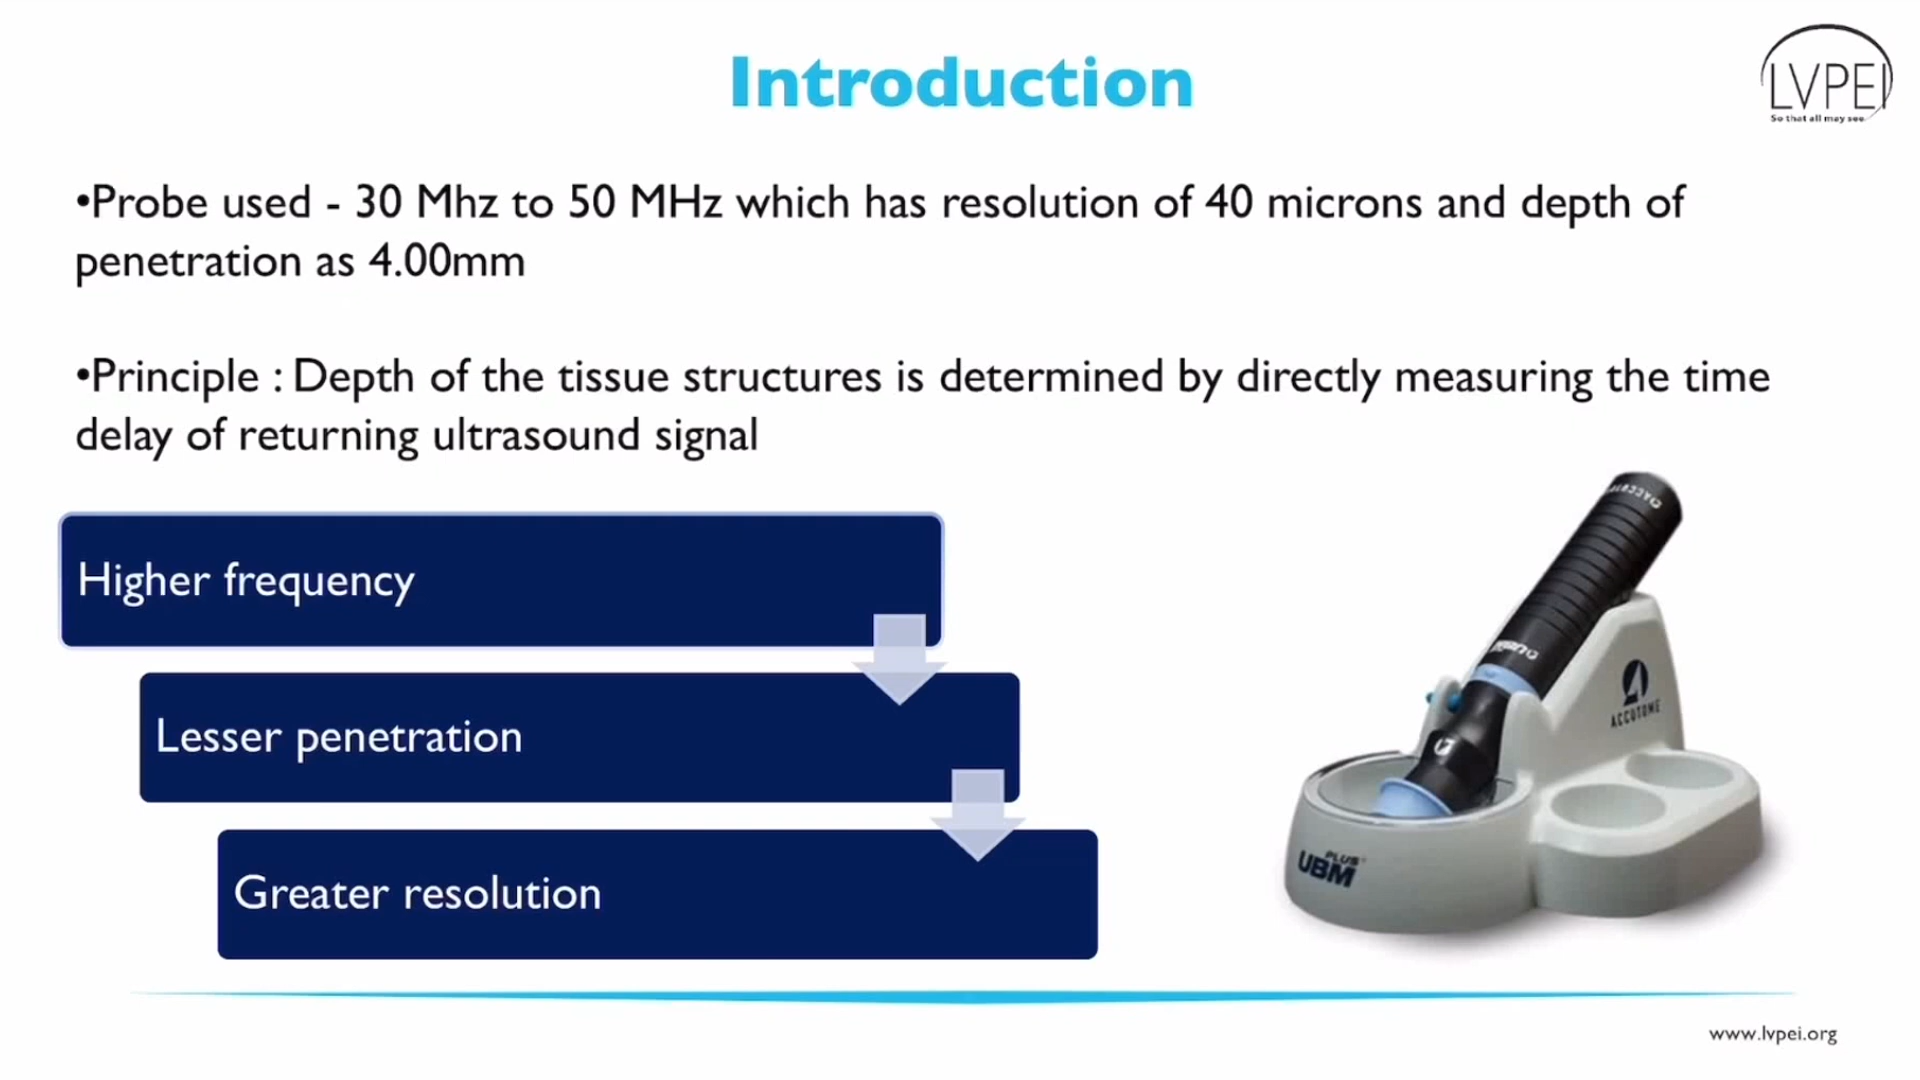 Introduction
LVPEI
So that all may see
•Probe used - 30 Mhz to 50 MHz which has resolution of 40 microns and depth of
penetration as 4.00mm
•Principle : Depth of the tissue structures is determined by directly measuring the time
delay of returning ultrasound signal
Higher frequency
Lesser penetration
Greater resolution
ACCUTOME
UBM PLUS
www.lvpei.org